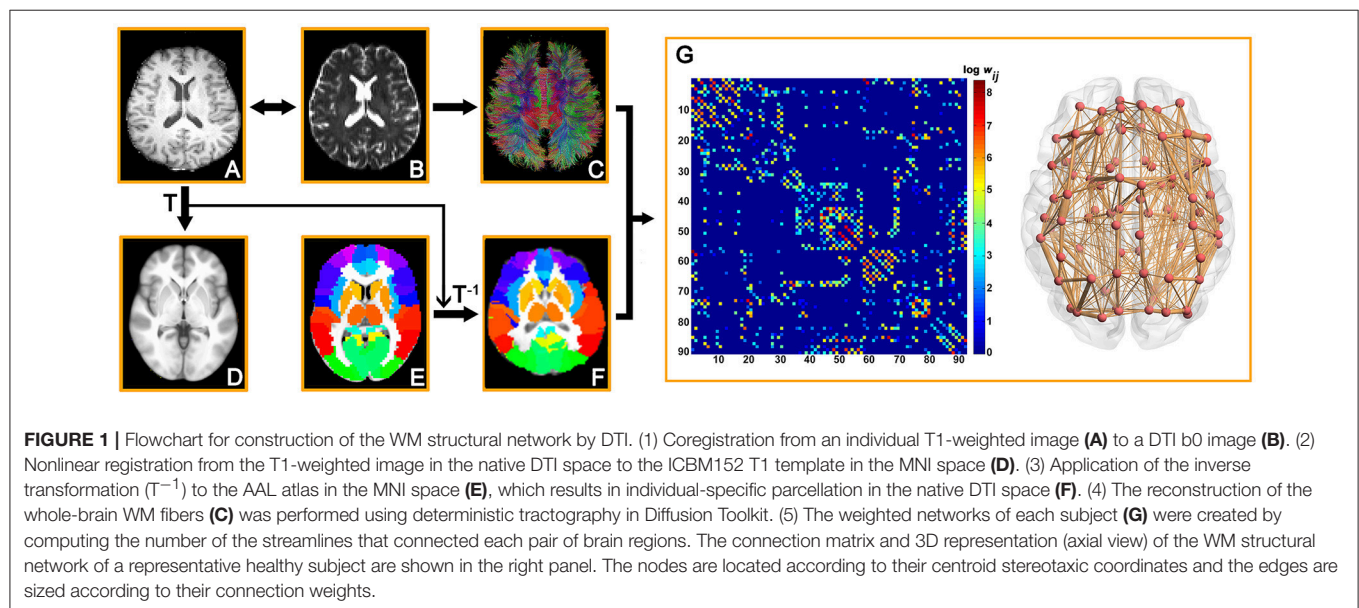 A
B
C
T
D
E
T-1
F
G
log wij
10
20
30
40
50
60
70
80
90
10 20 30 40 50 60 70 80 90
8
7
6
5
4
3
2
1
0
FIGURE 1 | Flowchart for construction of the WM structural network by DTI. (1) Coregistration from an individual T1-weighted image (A) to a DTI b0 image (B). (2)
Nonlinear registration from the T1-weighted image in the native DTI space to the ICBM152 T1 template in the MNI space (D). (3) Application of the inverse
transformation (T−1) to the AAL atlas in the MNI space (E), which results in individual-specific parcellation in the native DTI space (F). (4) The reconstruction of the
whole-brain WM fibers (C) was performed using deterministic tractography in Diffusion Toolkit. (5) The weighted networks of each subject (G) were created by
computing the number of the streamlines that connected each pair of brain regions. The connection matrix and 3D representation (axial view) of the WM structural
network of a representative healthy subject are shown in the right panel. The nodes are located according to their centroid stereotaxic coordinates and the edges are
sized according to their connection weights.